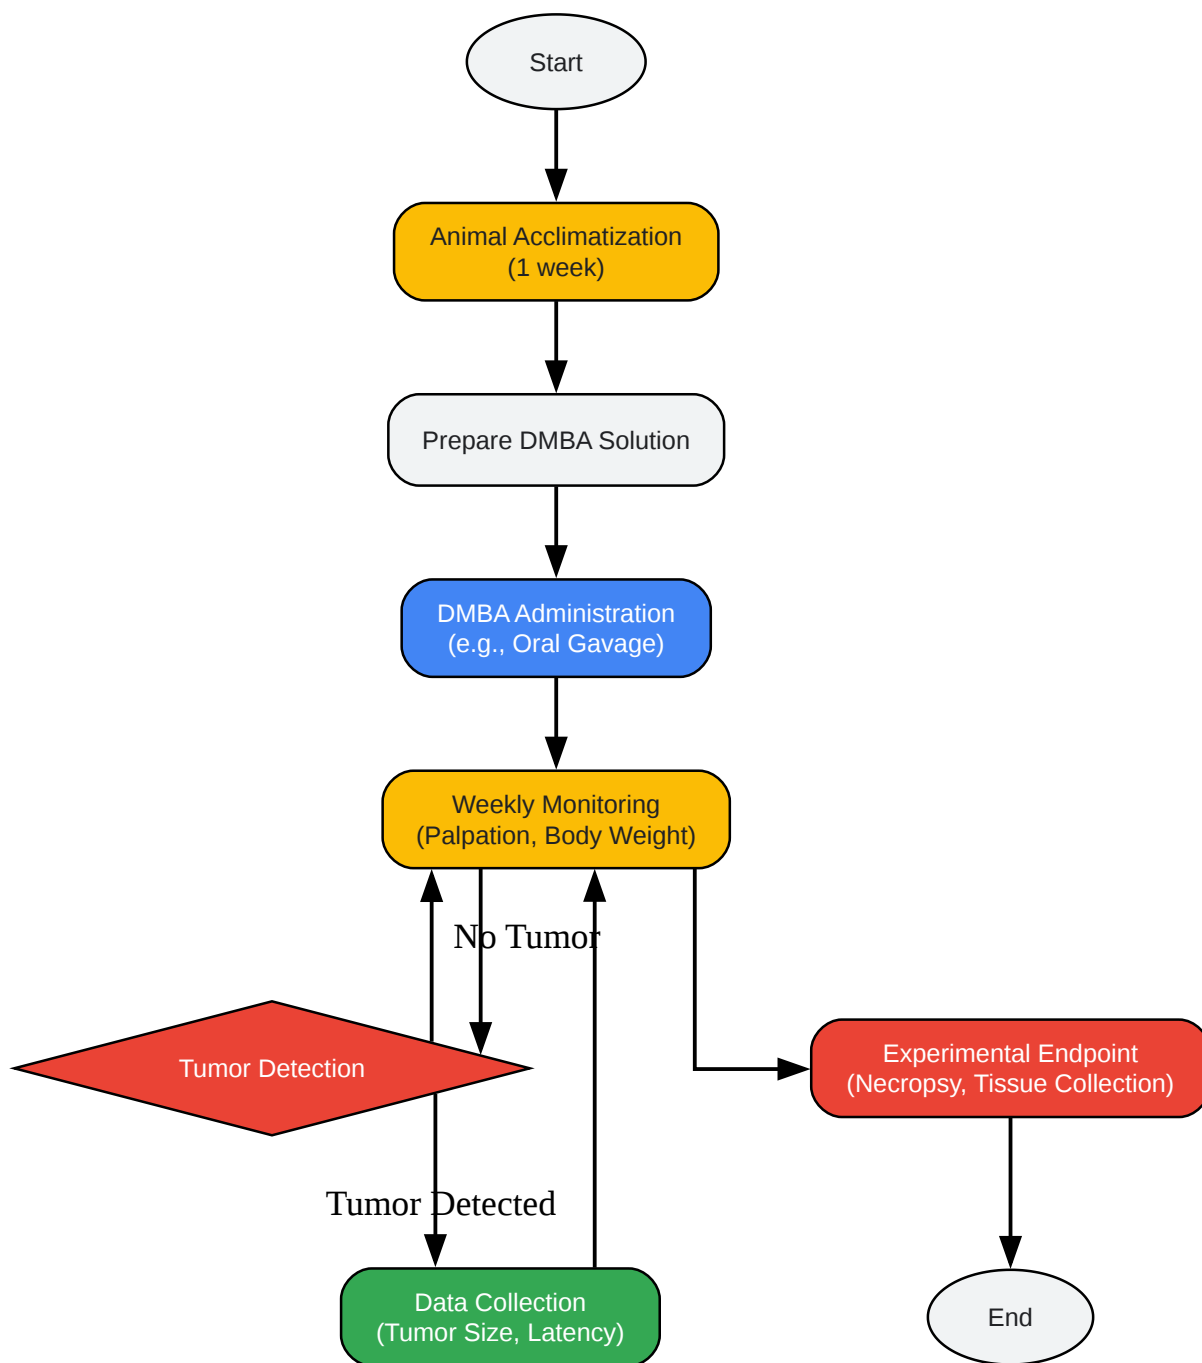 Start
Animal Acclimatization
(1 week)
Prepare DMBA Solution
DMBA Administration
(e.g., Oral Gavage)
Weekly Monitoring
(Palpation, Body Weight)
No Tumor
Tumor Detection
Experimental Endpoint
(Necropsy, Tissue Collection)
Tumor Detected
Data Collection
(Tumor Size, Latency)
End